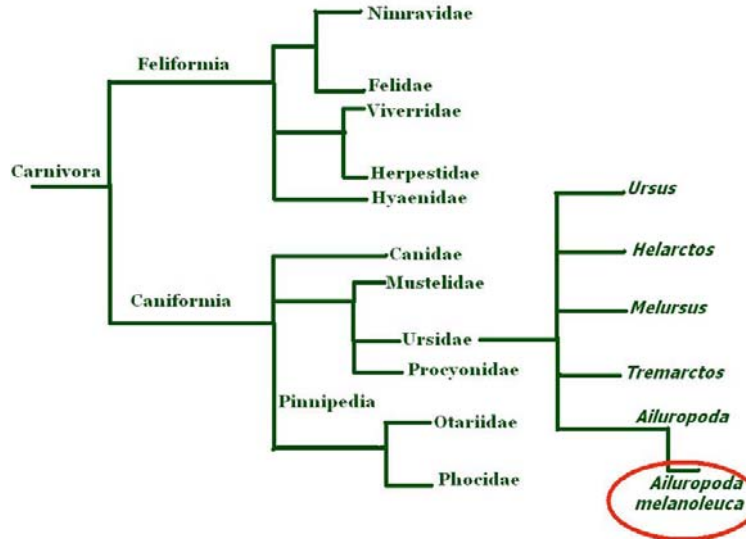 Nimravidae
Feliformia
Felidae
Viverridae
Carnivora
Herpestidae
Hyaenidae
Ursus
Helarctos
Canidae
Mustelidae
Caniformia
Melursus
Ursidae
Procyonidae
Tremarctos
Pinnipedia
Otariidae
Ailuropoda
Phocidae
Ailuropoda
melanoleuca